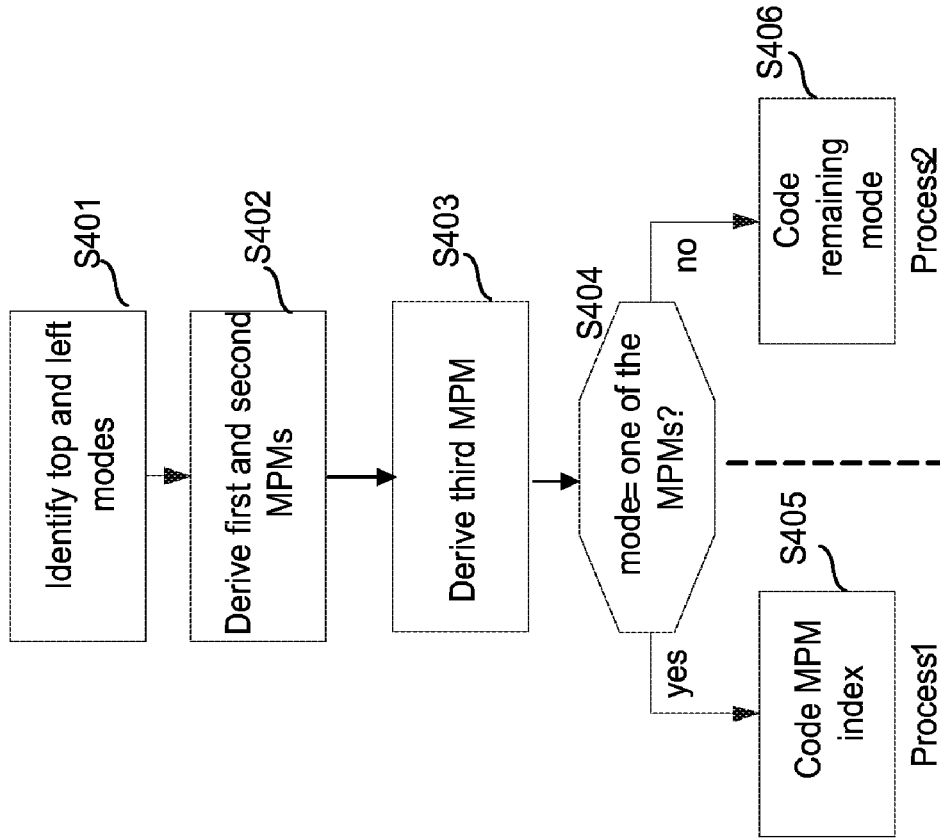 S401
Identify top and left
modes
S402
Derive first and second
MPMs
S403
Derive third MPM
S404
mode= one of the
MPMs?
yes
no
S405
Code MPM
index
Process1
S406
Code
remaining
mode
Process2